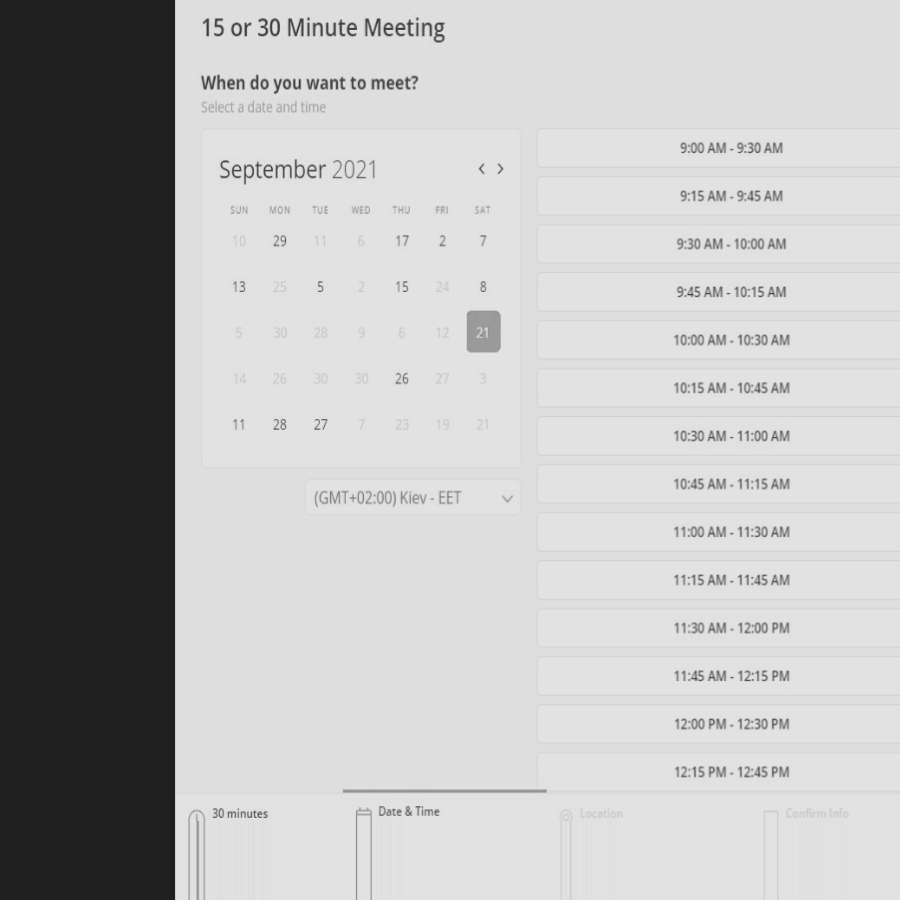 15 or 30 Minute Meeting
When do you want to meet?
Select a date and time
September 2021
SUN MON TUE WED THU FRI SAT
10 29 11 6 17 2 7
13 25 5 2 15 24 8
5 30 28 9 6 12 21
14 26 30 30 26 27 3
11 28 27 7 23 19 21
(GMT+02:00) Kiev - EET
9:00 AM - 9:30 AM
9:15 AM - 9:45 AM
9:30 AM - 10:00 AM
9:45 AM - 10:15 AM
10:00 AM - 10:30 AM
10:15 AM - 10:45 AM
10:30 AM - 11:00 AM
10:45 AM - 11:15 AM
11:00 AM - 11:30 AM
11:15 AM - 11:45 AM
11:30 AM - 12:00 PM
11:45 AM - 12:15 PM
12:00 PM - 12:30 PM
12:15 PM - 12:45 PM
30 minutes
Date & Time
Location
Confirm Info